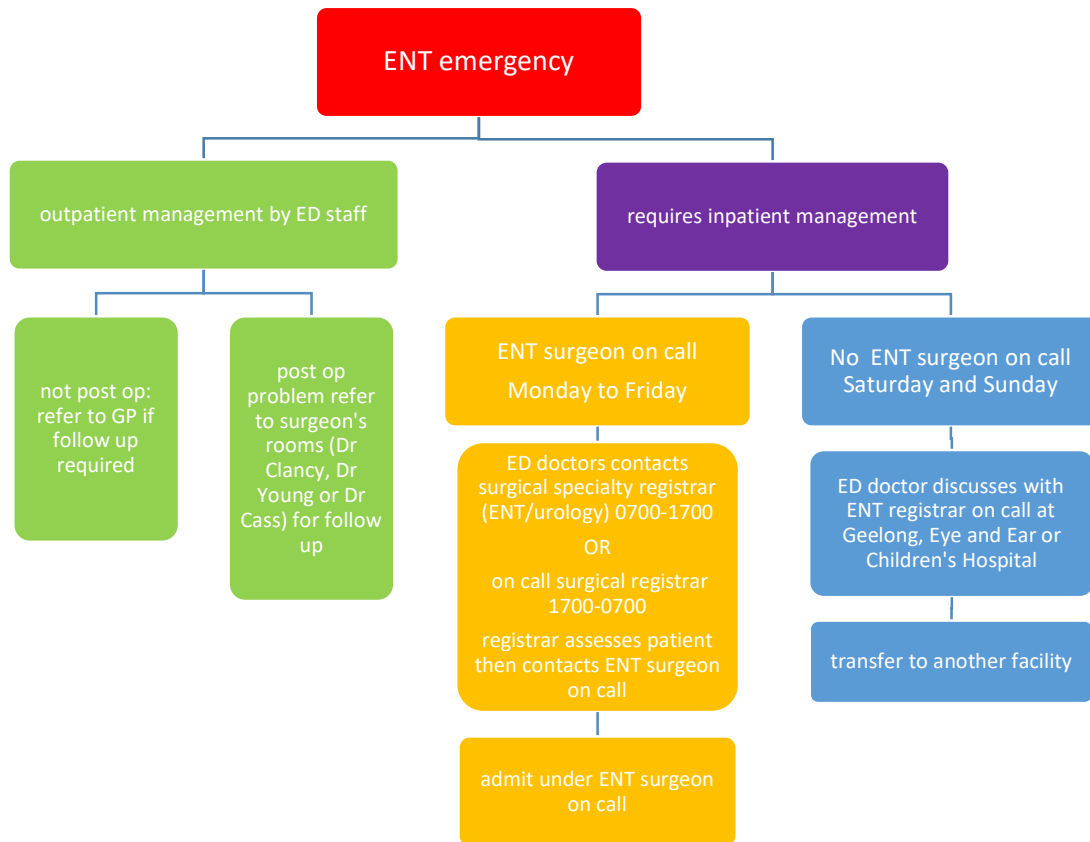 ENT emergency
outpatient management by ED staff
requires inpatient management
not post op:
refer to GP if
follow up
required
post op
problem refer
to surgeon's
rooms (Dr
Clancy, Dr
Young or Dr
Cass) for follow
up
ENT surgeon on call
Monday to Friday
ED doctors contacts
surgical specialty registrar
(ENT/urology) 0700-1700
OR
on call surgical registrar
1700-0700
registrar assesses patient
then contacts ENT surgeon
on call
admit under ENT surgeon
on call
No ENT surgeon on call
Saturday and Sunday
ED doctor discusses with
ENT registrar on call at
Geelong, Eye and Ear or
Children's Hospital
transfer to another facility